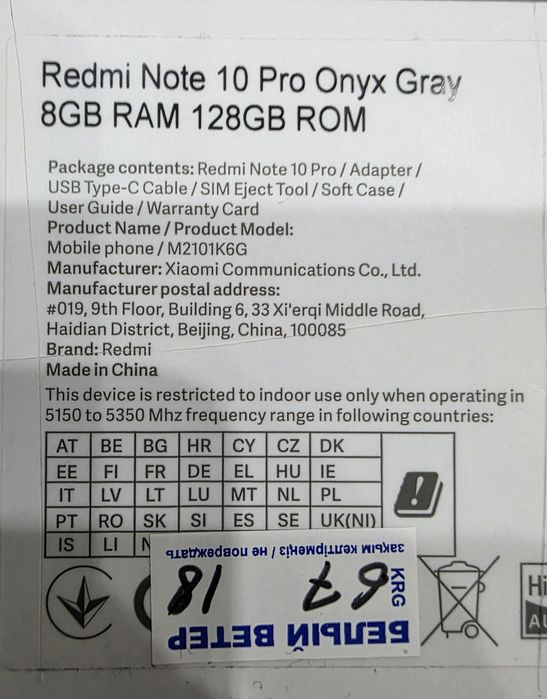 Redmi Note 10 Pro Onyx Gray
8GB RAM 128GB ROM
Package contents: Redmi Note 10 Pro / Adapter /
USB Type-C Cable / SIM Eject Tool / Soft Case /
User Guide / Warranty Card
Product Name / Product Model:
Mobile phone / M2101K6G
Manufacturer: Xiaomi Communications Co., Ltd.
Manufacturer postal address:
#019, 9th Floor, Building 6, 33 Xi'erqi Middle Road,
Haidian District, Beijing, China, 100085
Brand: Redmi
Made in China
This device is restricted to indoor use only when operating in
5150 to 5350 Mhz frequency range in following countries:
AT BE BG HR CY CZ DK
EE FI FR DE EL HU IE
IT LV LT LU MT NL PL
PT RO SK SI ES SE UK(NI)
IS LI
БЕЛЫЙ ВЕТЕР
KRG
зақым келтірмеңіз / не повреждать
Hi
AU